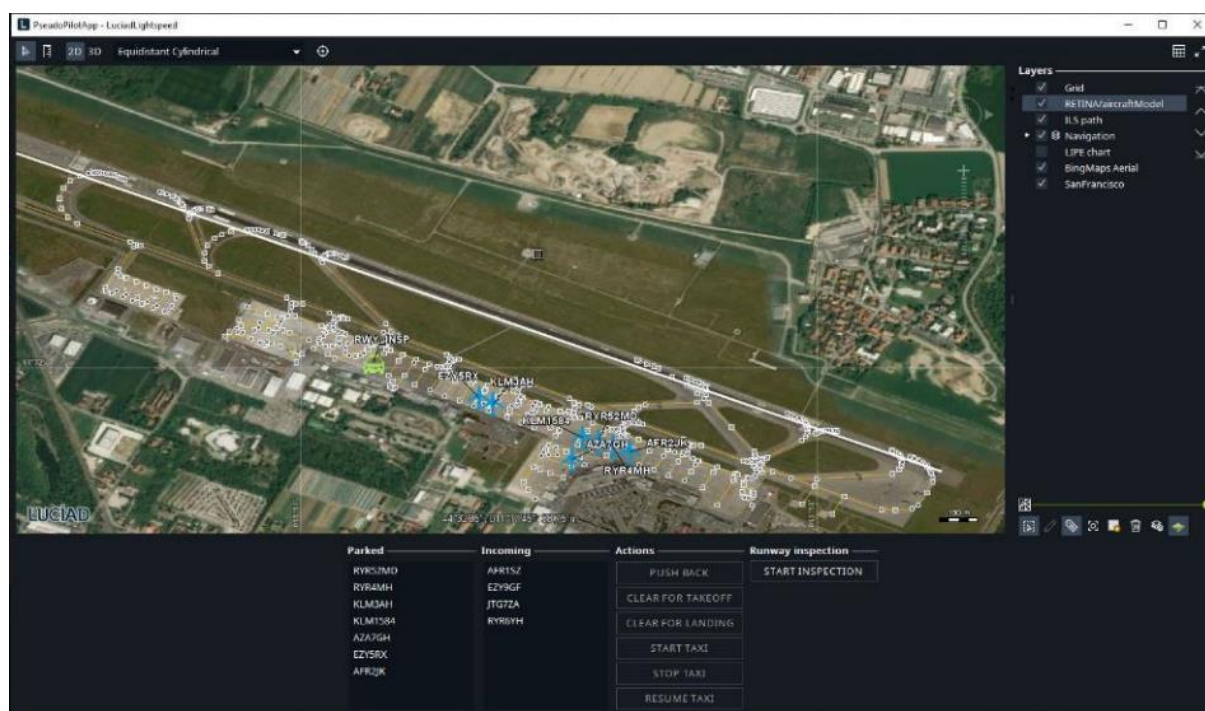 PseudoPilotApp - LuciadLightspeed
2D 3D Equidistant Cylindrical
Layers
Grid
RETINA/aircraftModel
ILS path
Navigation
LIPE chart
BingMaps Aerial
SanFrancisco
RWY_INSP
EZY5RX
KLM3AH
KLM1584
RYR52MD
AZA7GH
AFR2JK
RYR4MH
LUCIAD
Parked
RYR52MD
RYR4MH
KLM3AH
KLM1584
AZA7GH
EZY5RX
AFR2JK
Incoming
AFR1SZ
EZY9GF
JTG7ZA
RYR6YH
Actions
PUSH BACK
CLEAR FOR TAKEOFF
CLEAR FOR LANDING
START TAXI
STOP TAXI
RESUME TAXI
Runway inspection
START INSPECTION